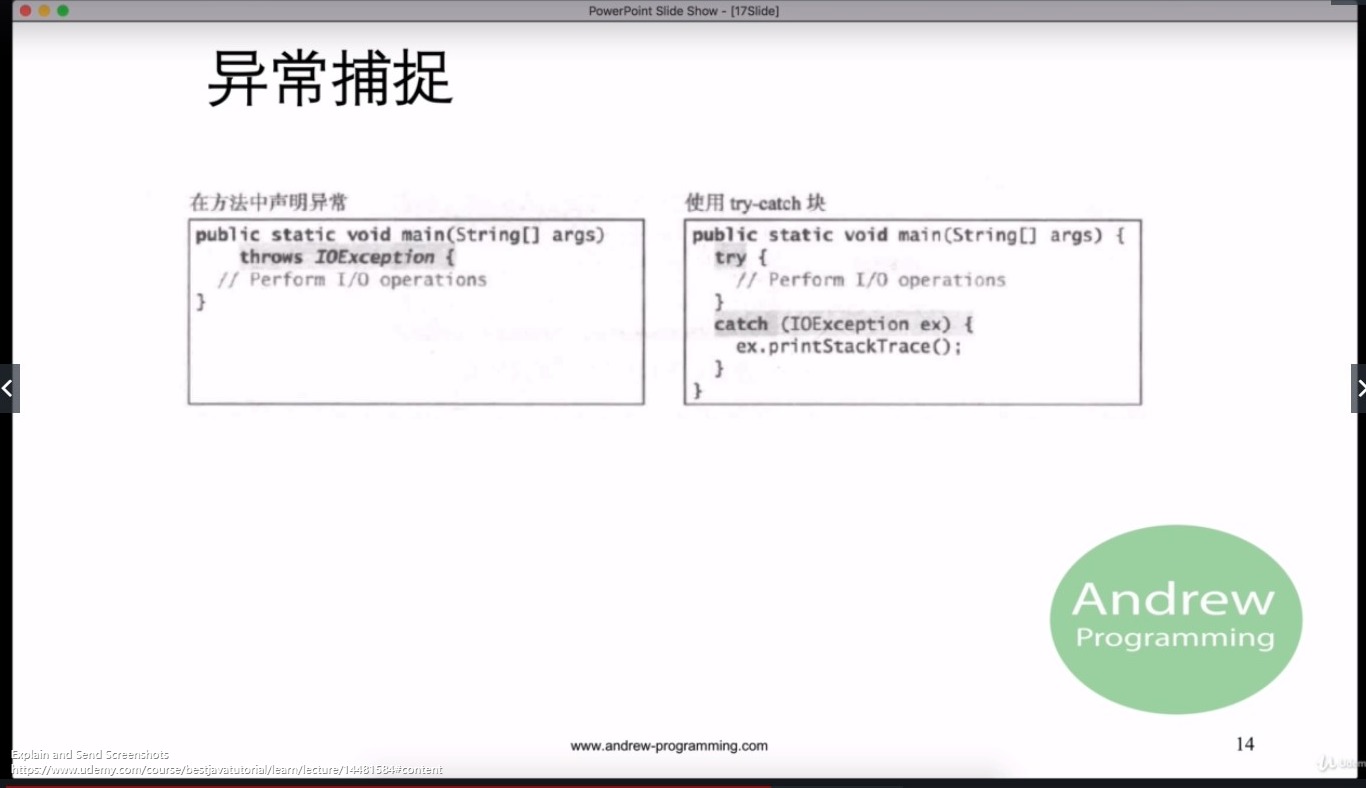 PowerPoint Slide Show - [17Slide]
异常捕捉
在方法中声明异常
public static void main(String[] args)
throws IOException {
// Perform I/O operations
}
使用 try-catch 块
public static void main(String[] args) {
try {
// Perform I/O operations
}
catch (IOException ex) {
ex.printStackTrace();
}
}
Andrew
Programming
www.andrew-programming.com
14
Explain and Send Screenshots
https://www.udemy.com/course/bestjavatutorial/learn/lecture/14481584#content